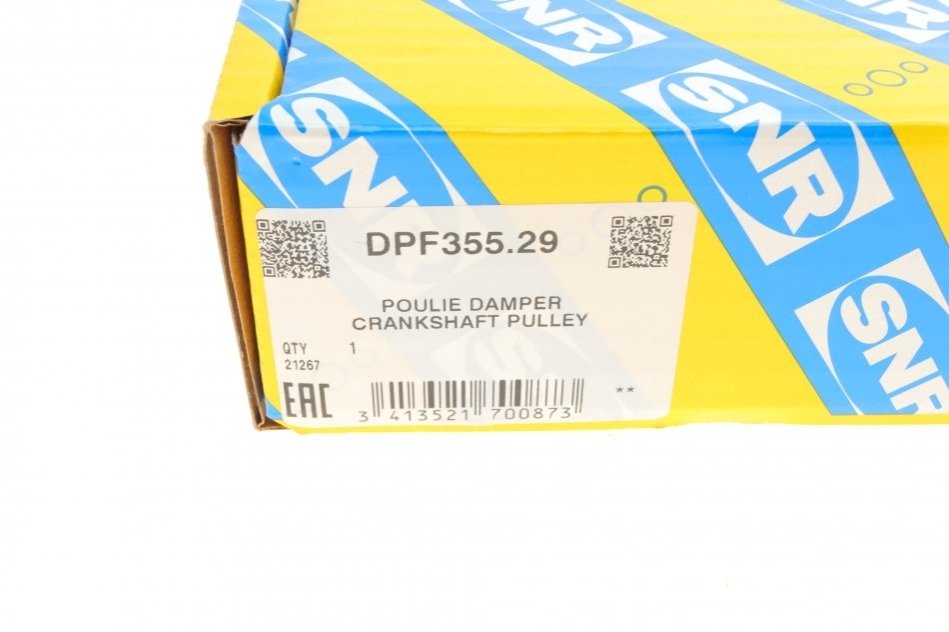 SNR
SNR
SNR
SNR
DPF355.29
POULIE DAMPER
CRANKSHAFT PULLEY
QTY 1
21267
EAC
**
3 413521 700873